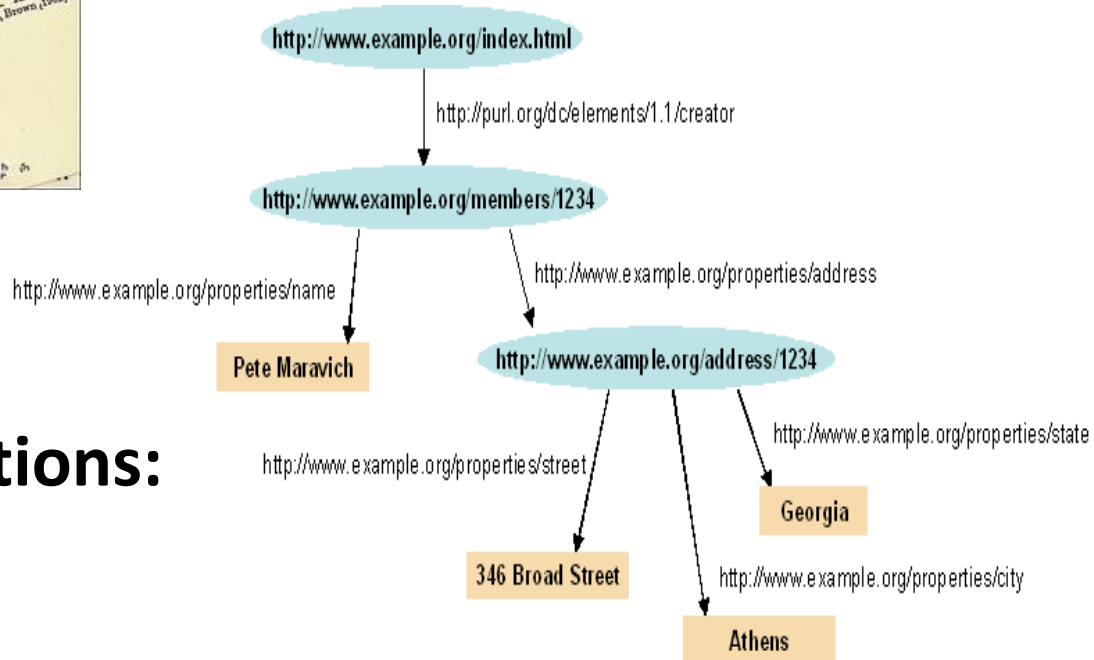 Brown
http://www.example.org/index.html
http://purl.org/dc/elements/1.1/creator
http://www.example.org/members/1234
http://www.example.org/properties/name
http://www.example.org/properties/address
Pete Maravich
http://www.example.org/address/1234
tions:
http://www.example.org/properties/street
http://www.example.org/properties/state
Georgia
346 Broad Street
http://www.example.org/properties/city
Athens